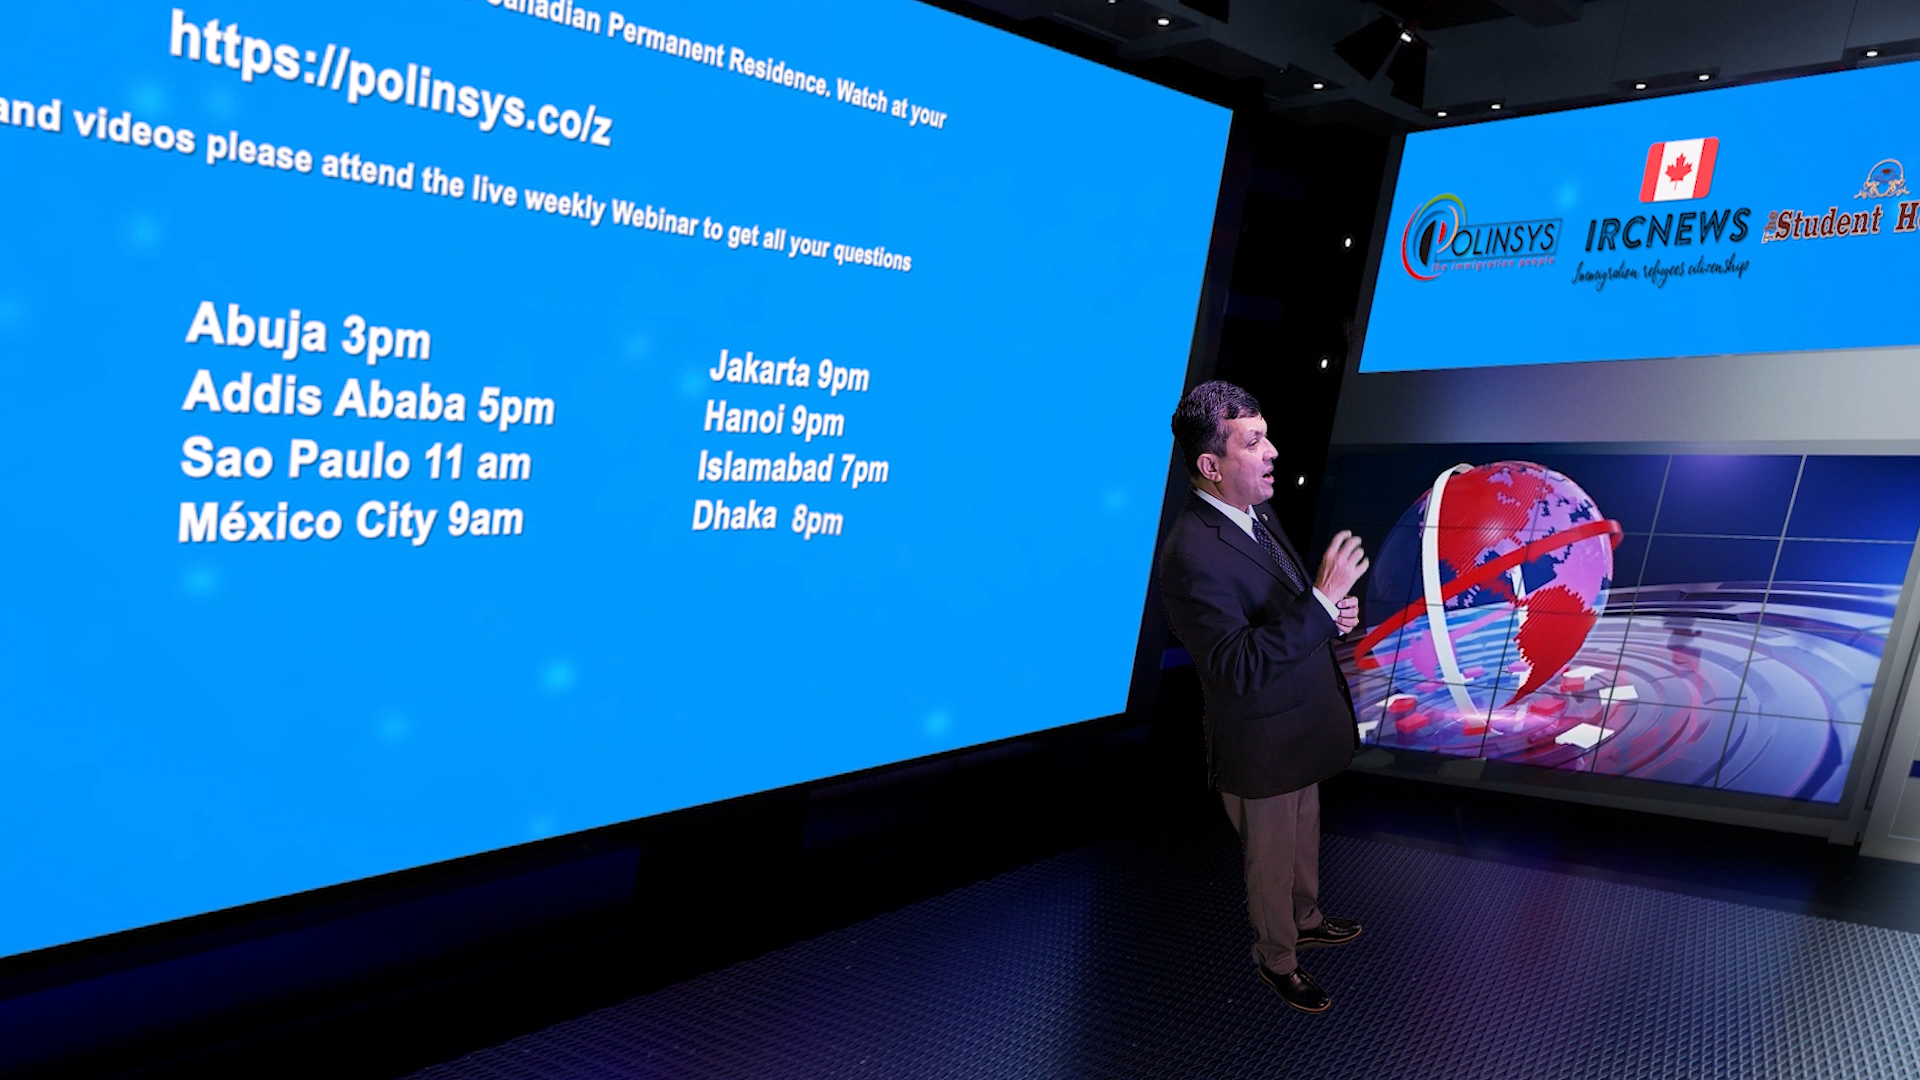 Canadian Permanent Residence. Watch at your
https://polinsys.co/z
and videos please attend the live weekly Webinar to get all your questions
Abuja 3pm
Addis Ababa 5pm
Sao Paulo 11 am
México City 9am
Jakarta 9pm
Hanoi 9pm
Islamabad 7pm
Dhaka 8pm
POLINSYS
the immigration people
IRCNEWS
Immigration refugees citizenship
The Student H